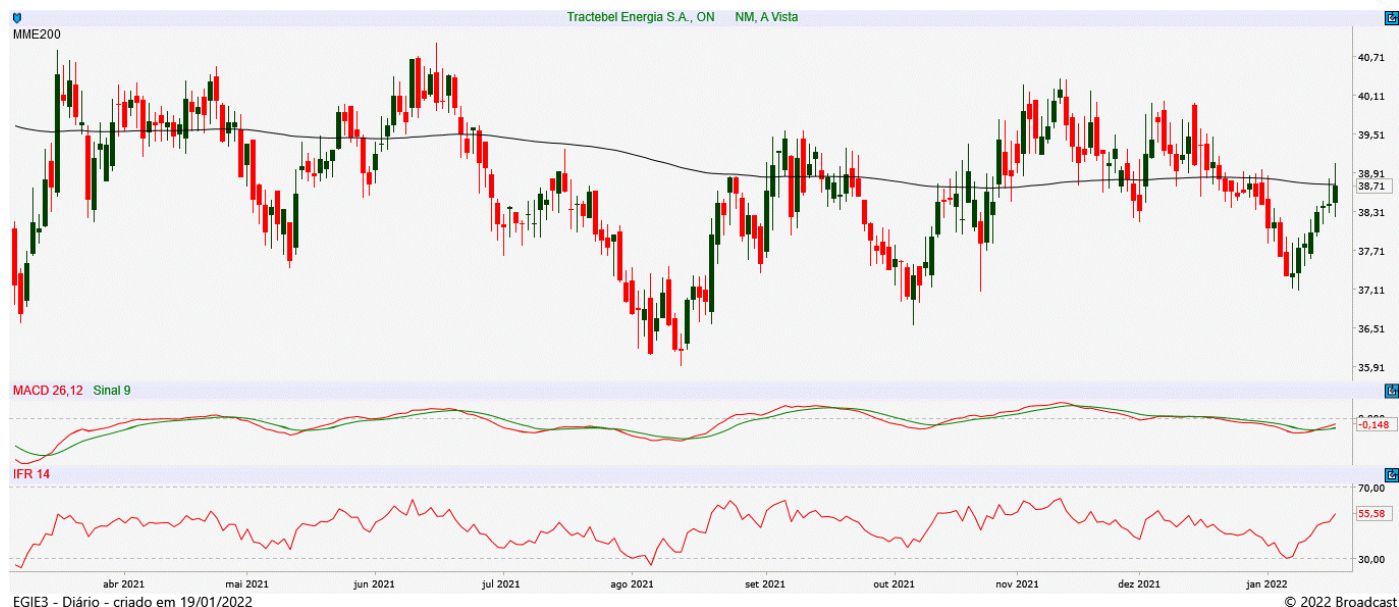 Tractebel Energia S.A., ON NM, A Vista
MME200
40,71
40,11
39,51
38,91
38,71
38,31
37,71
37,11
36,51
35,91
MACD 26,12 Sinal 9
-0,148
IFR 14
70,00
55,58
30,00
abr 2021 mai 2021 jun 2021 jul 2021 ago 2021 set 2021 out 2021 nov 2021 dez 2021 jan 2022
EGIE3 - Diário - criado em 19/01/2022 © 2022 Broadcast